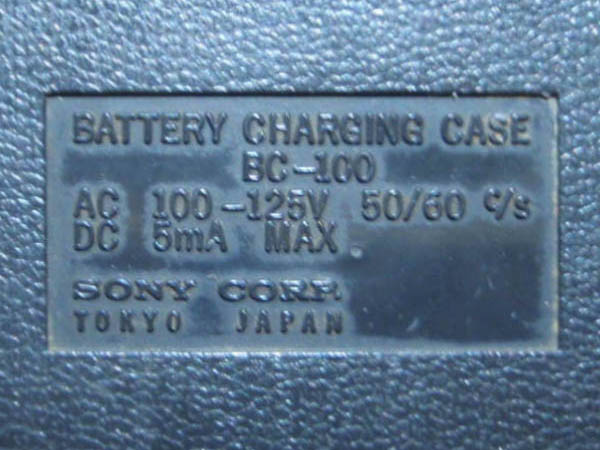 BATTERY CHARGING CASE
BC-100
AC 100-125V 50/60 c/s
DC 5mA MAX
SONY CORP.
TOKYO JAPAN